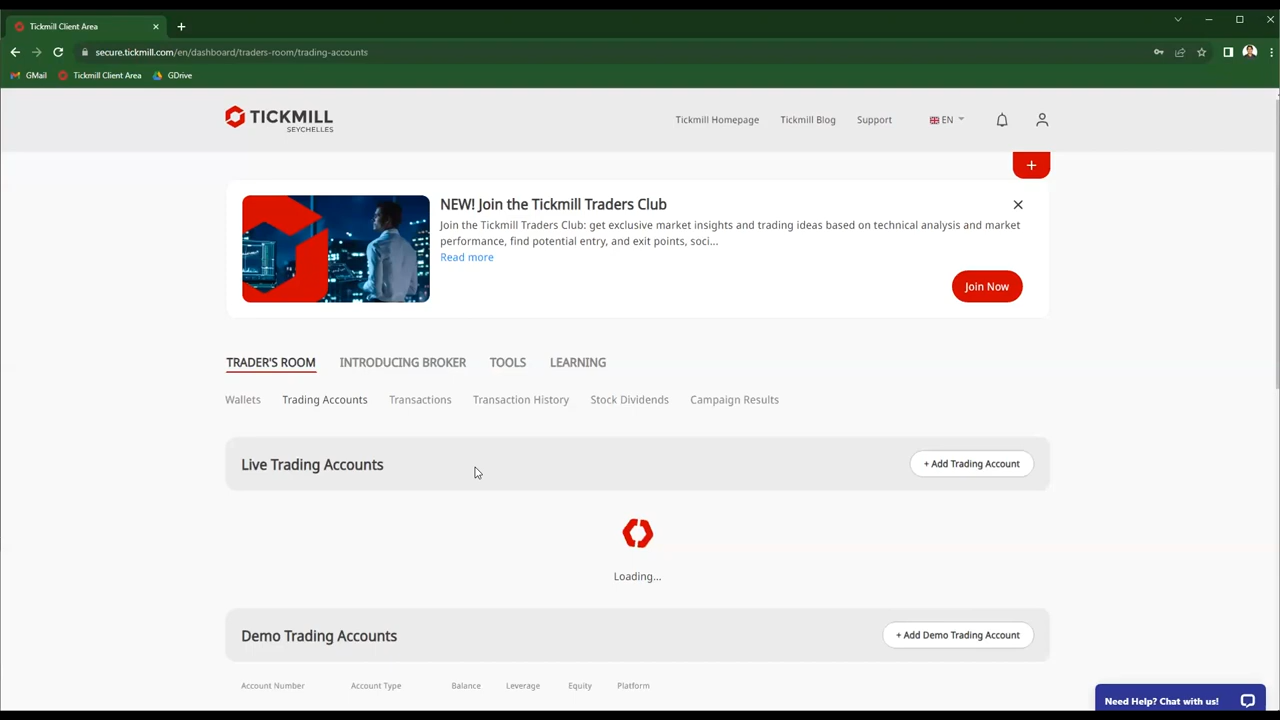 Tickmill Client Area
secure.tickmill.com/en/dashboard/traders-room/trading-accounts
GMail
Tickmill Client Area
GDrive
TICKMILL
SEYCHELLES
Tickmill Homepage
Tickmill Blog
Support
EN
+
NEW! Join the Tickmill Traders Club
Join the Tickmill Traders Club: get exclusive market insights and trading ideas based on technical analysis and market
performance, find potential entry, and exit points, soci...
Read more
Join Now
TRADER'S ROOM
INTRODUCING BROKER
TOOLS
LEARNING
Wallets
Trading Accounts
Transactions
Transaction History
Stock Dividends
Campaign Results
Live Trading Accounts
+ Add Trading Account
Loading...
Demo Trading Accounts
+ Add Demo Trading Account
Account Number
Account Type
Balance
Leverage
Equity
Platform
Need Help? Chat with us!